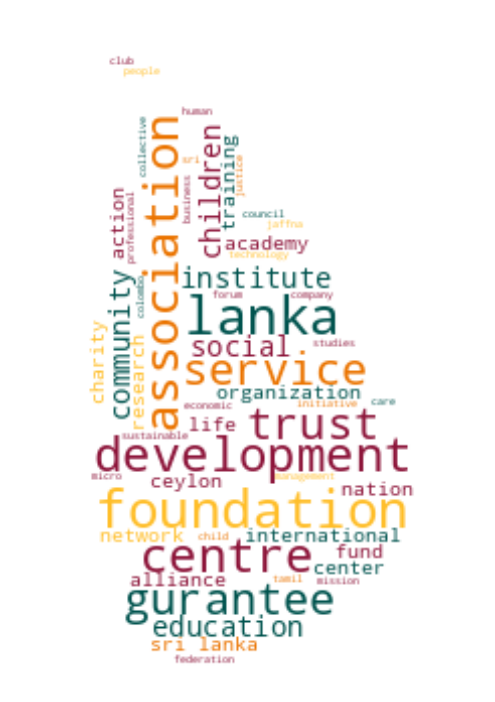 club
people
human
collective
association
children
training
sri
justice
business
council
jaffna
action
professional
academy
technology
institute
community
colombo
forum
company
lanka
charity
research
social
studies
service
organization
economic
initiative
care
life
trust
sustainable
development
micro
ceylon
management
nation
foundation
network
child
international
centre
fund
center
alliance
tamil
mission
gurantee
education
sri lanka
federation